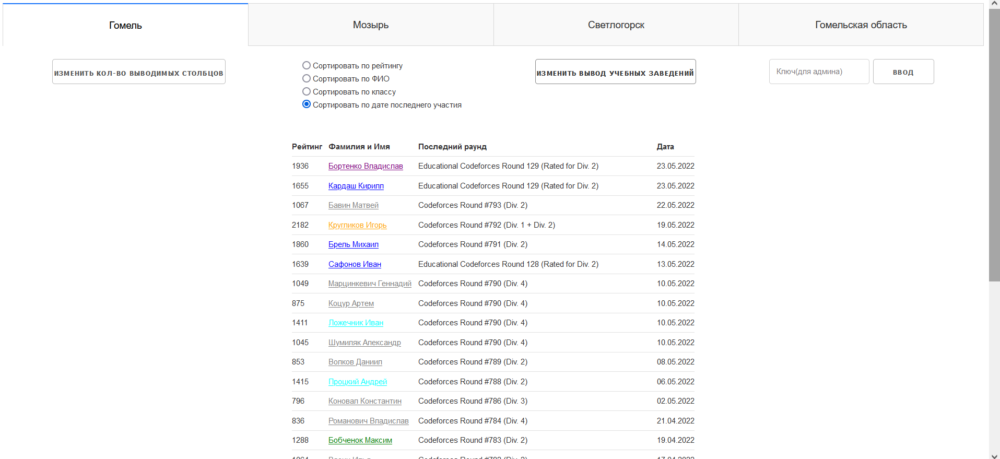 Гомель Мозырь Светлогорск Гомельская область
ИЗМЕНИТЬ КОЛ-ВО ВЫВОДИМЫХ СТОЛБЦОВ
Сортировать по рейтингу
Сортировать по ФИО
Сортировать по классу
Сортировать по дате последнего участия
ИЗМЕНИТЬ ВЫВОД УЧЕБНЫХ ЗАВЕДЕНИЙ
Ключ(для админа) ВВОД
Рейтинг Фамилия и Имя Последний раунд Дата
1936 Бортенко Владислав Educational Codeforces Round 129 (Rated for Div. 2) 23.05.2022
1655 Кардаш Кирилл Educational Codeforces Round 129 (Rated for Div. 2) 23.05.2022
1067 Бавин Матвей Codeforces Round #793 (Div. 2) 22.05.2022
2182 Кругликов Игорь Codeforces Round #792 (Div. 1 + Div. 2) 19.05.2022
1860 Брель Михаил Codeforces Round #791 (Div. 2) 14.05.2022
1639 Сафонов Иван Educational Codeforces Round 128 (Rated for Div. 2) 13.05.2022
1049 Марцинкевич Геннадий Codeforces Round #790 (Div. 4) 10.05.2022
875 Коцур Артем Codeforces Round #790 (Div. 4) 10.05.2022
1411 Ложечник Иван Codeforces Round #790 (Div. 4) 10.05.2022
1045 Шумиляк Александр Codeforces Round #790 (Div. 4) 10.05.2022
853 Волков Даниил Codeforces Round #789 (Div. 2) 08.05.2022
1415 Процкий Андрей Codeforces Round #788 (Div. 2) 06.05.2022
796 Коновал Константин Codeforces Round #786 (Div. 3) 02.05.2022
836 Романович Владислав Codeforces Round #784 (Div. 4) 21.04.2022
1288 Бобченок Максим Codeforces Round #783 (Div. 2) 19.04.2022